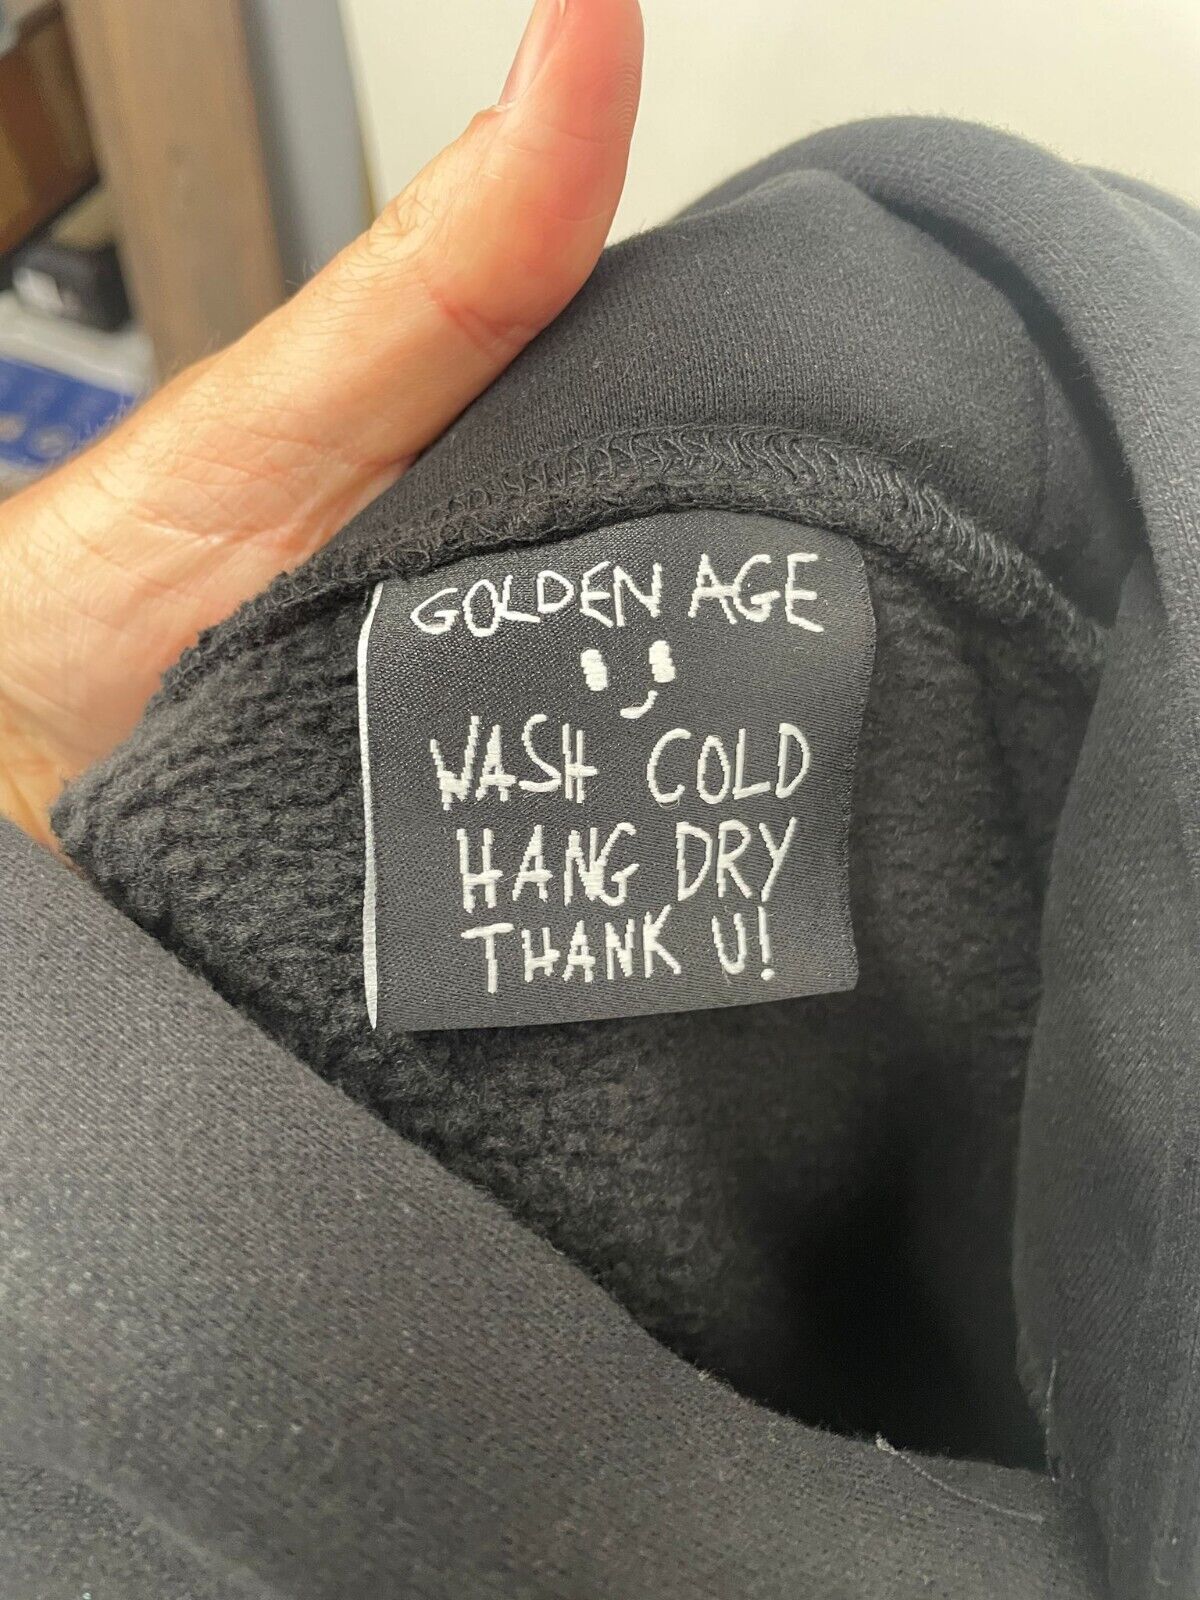 GOLDEN AGE
WASH COLD
HANG DRY
THANK U!